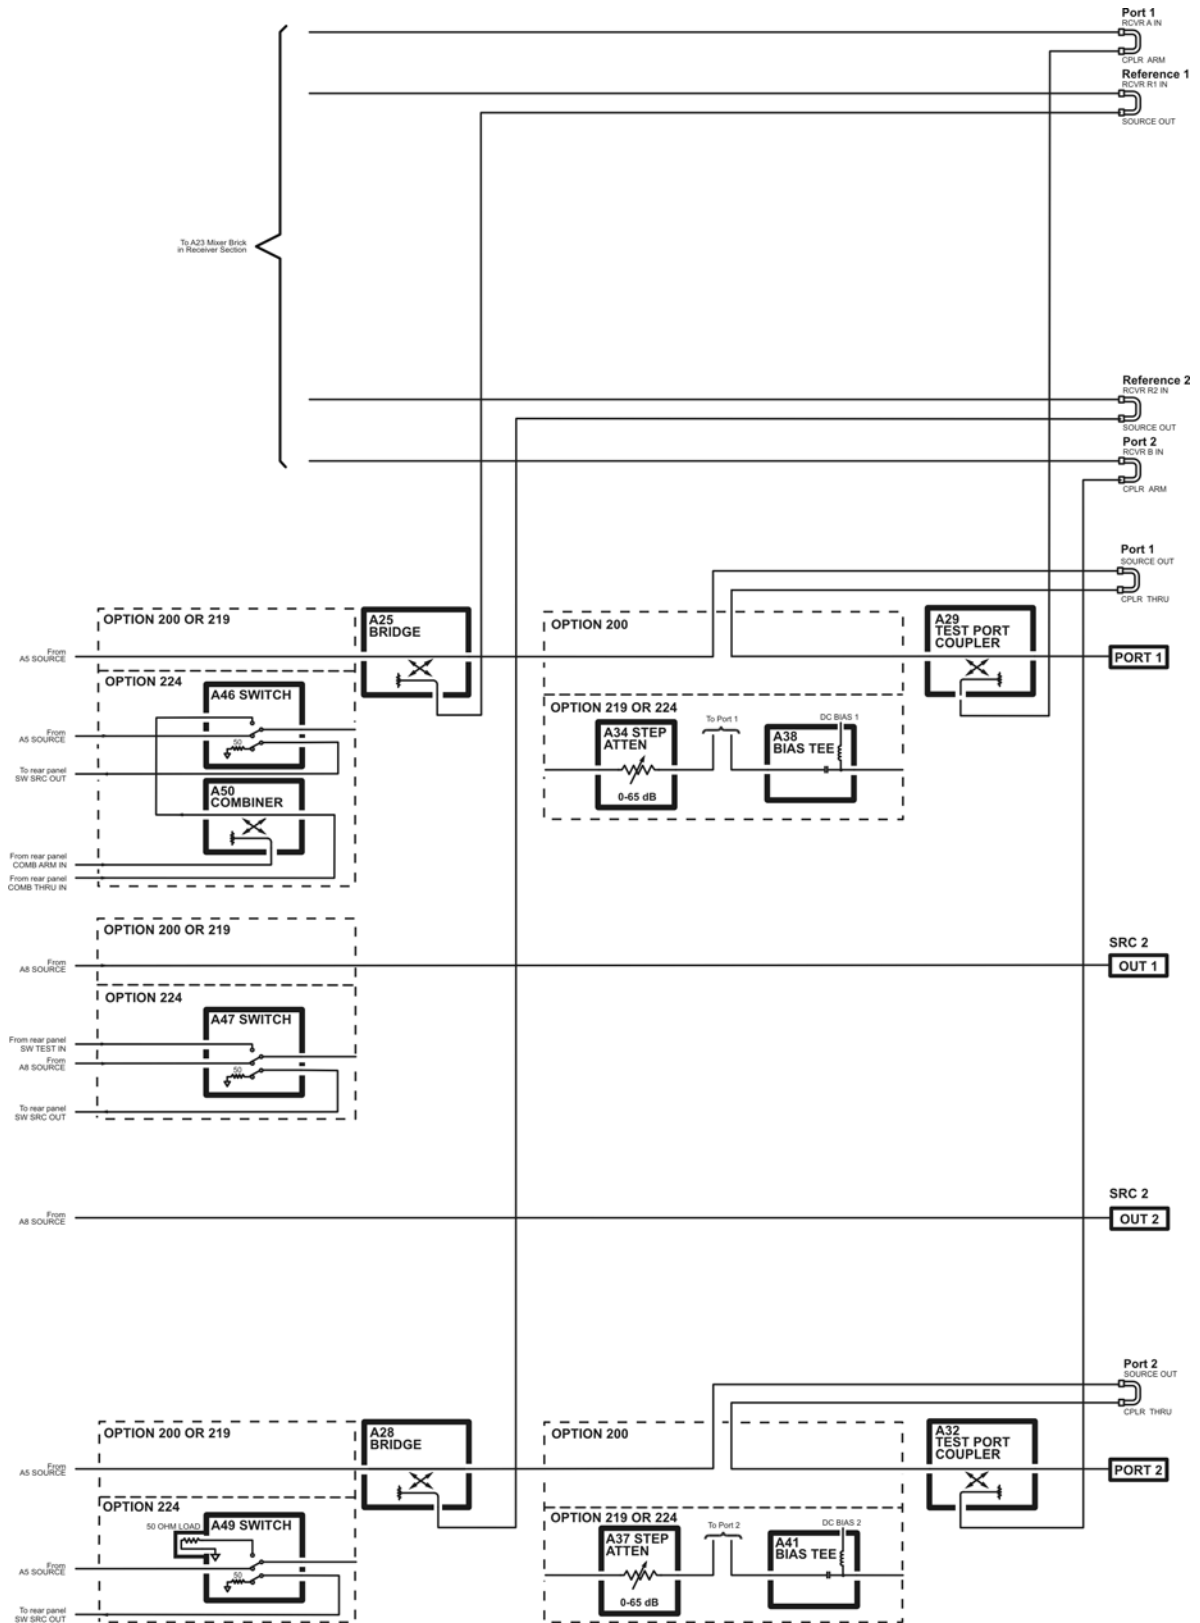 Port 1
RCVR A IN
CPLR ARM
Reference 1
RCVR R1 IN
SOURCE OUT
To A23 Mixer Brick
in Receiver Section
Reference 2
RCVR R2 IN
SOURCE OUT
Port 2
RCVR B IN
CPLR ARM
Port 1
SOURCE OUT
CPLR THRU
OPTION 200 OR 219
A25
BRIDGE
OPTION 200
A29
TEST PORT
COUPLER
From
A5 SOURCE
PORT 1
OPTION 224
A46 SWITCH
From
A5 SOURCE
50
To rear panel
SW SRC OUT
A50
COMBINER
From rear panel
COMB ARM IN
From rear panel
COMB THRU IN
OPTION 219 OR 224
A34 STEP
ATTEN
0-65 dB
To Port 1
A38
BIAS TEE
DC BIAS 1
OPTION 200 OR 219
From
A8 SOURCE
SRC 2
OUT 1
OPTION 224
A47 SWITCH
From rear panel
SW TEST IN
From
A8 SOURCE
50
To rear panel
SW SRC OUT
From
A8 SOURCE
SRC 2
OUT 2
Port 2
SOURCE OUT
CPLR THRU
OPTION 200 OR 219
A28
BRIDGE
OPTION 200
A32
TEST PORT
COUPLER
From
A5 SOURCE
PORT 2
OPTION 224
50 OHM LOAD
A49 SWITCH
From
A5 SOURCE
50
To rear panel
SW SRC OUT
OPTION 219 OR 224
A37 STEP
ATTEN
0-65 dB
To Port 2
A41
BIAS TEE
DC BIAS 2